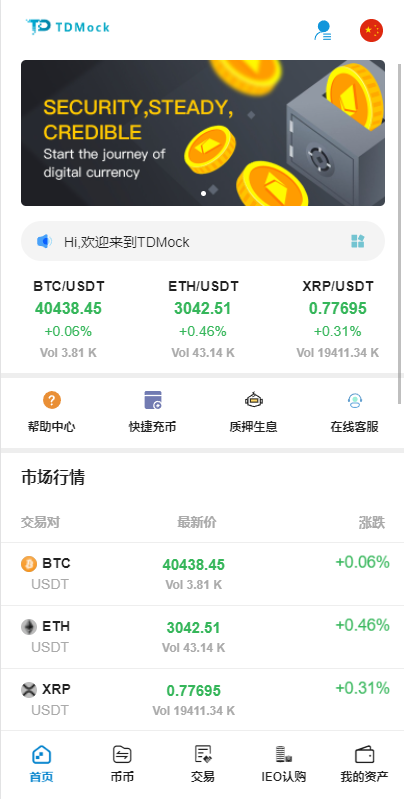 TDMock
SECURITY,STEADY,
CREDIBLE
Start the journey of
digital currency
Hi,欢迎来到TDMock
BTC/USDT ETH/USDT XRP/USDT
40438.45 3042.51 0.77695
+0.06% +0.46% +0.31%
Vol 3.81 K Vol 43.14 K Vol 19411.34 K
帮助中心 快捷充币 质押生息 在线客服
市场行情
交易对 最新价 涨跌
BTC 40438.45 +0.06%
USDT Vol 3.81 K
ETH 3042.51 +0.46%
USDT Vol 43.14 K
XRP 0.77695 +0.31%
USDT Vol 19411.34 K
首页 币币 交易 IEO认购 我的资产